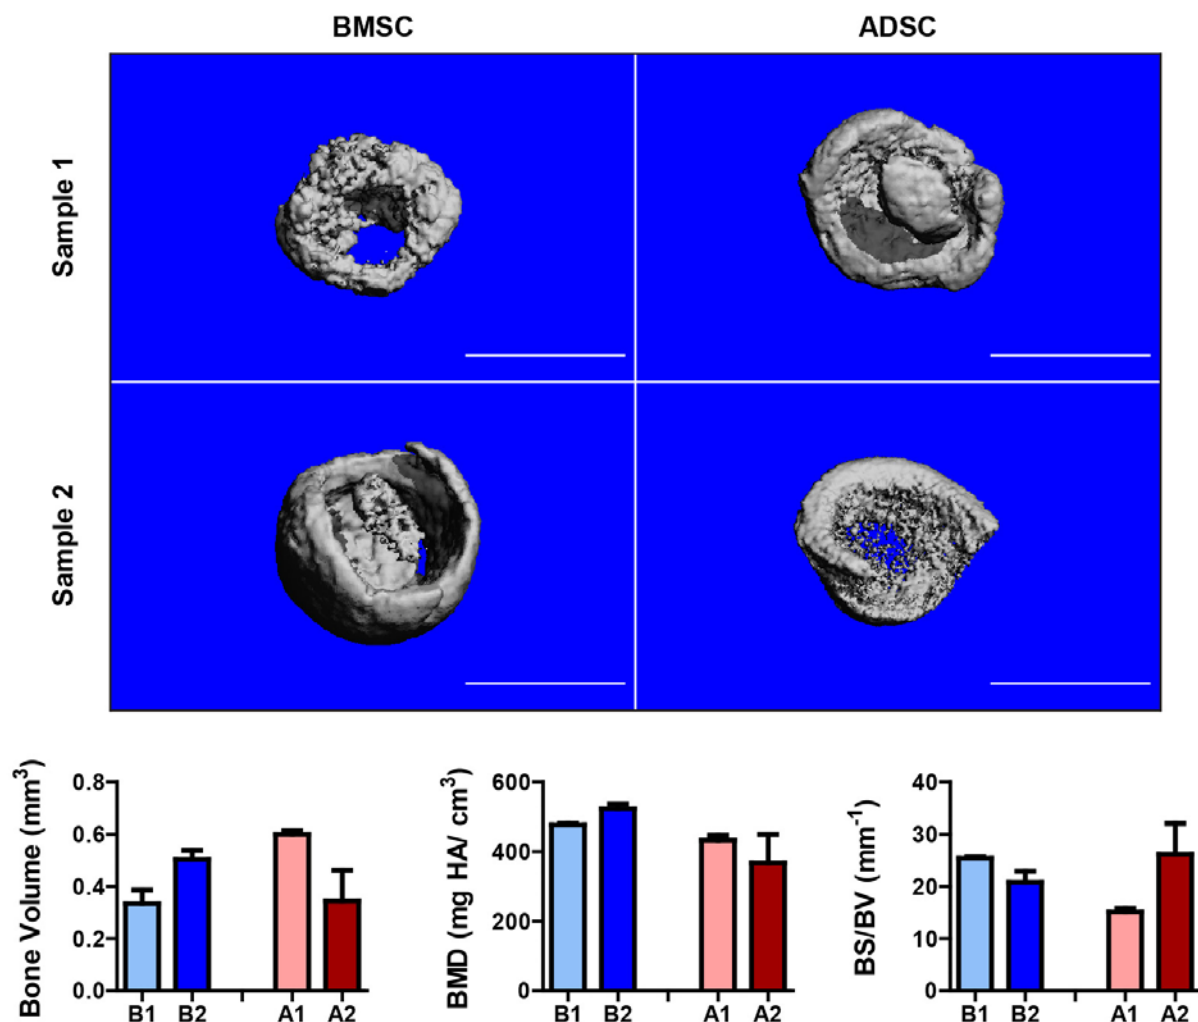 BMSC ADSC
Sample 1
Sample 2
Bone Volume (mm³)
0.8
0.6
0.4
0.2
0.0
B1 B2 A1 A2
BMD (mg HA/ cm³)
600
400
200
0
B1 B2 A1 A2
BS/BV (mm⁻¹)
40
30
20
10
0
B1 B2 A1 A2